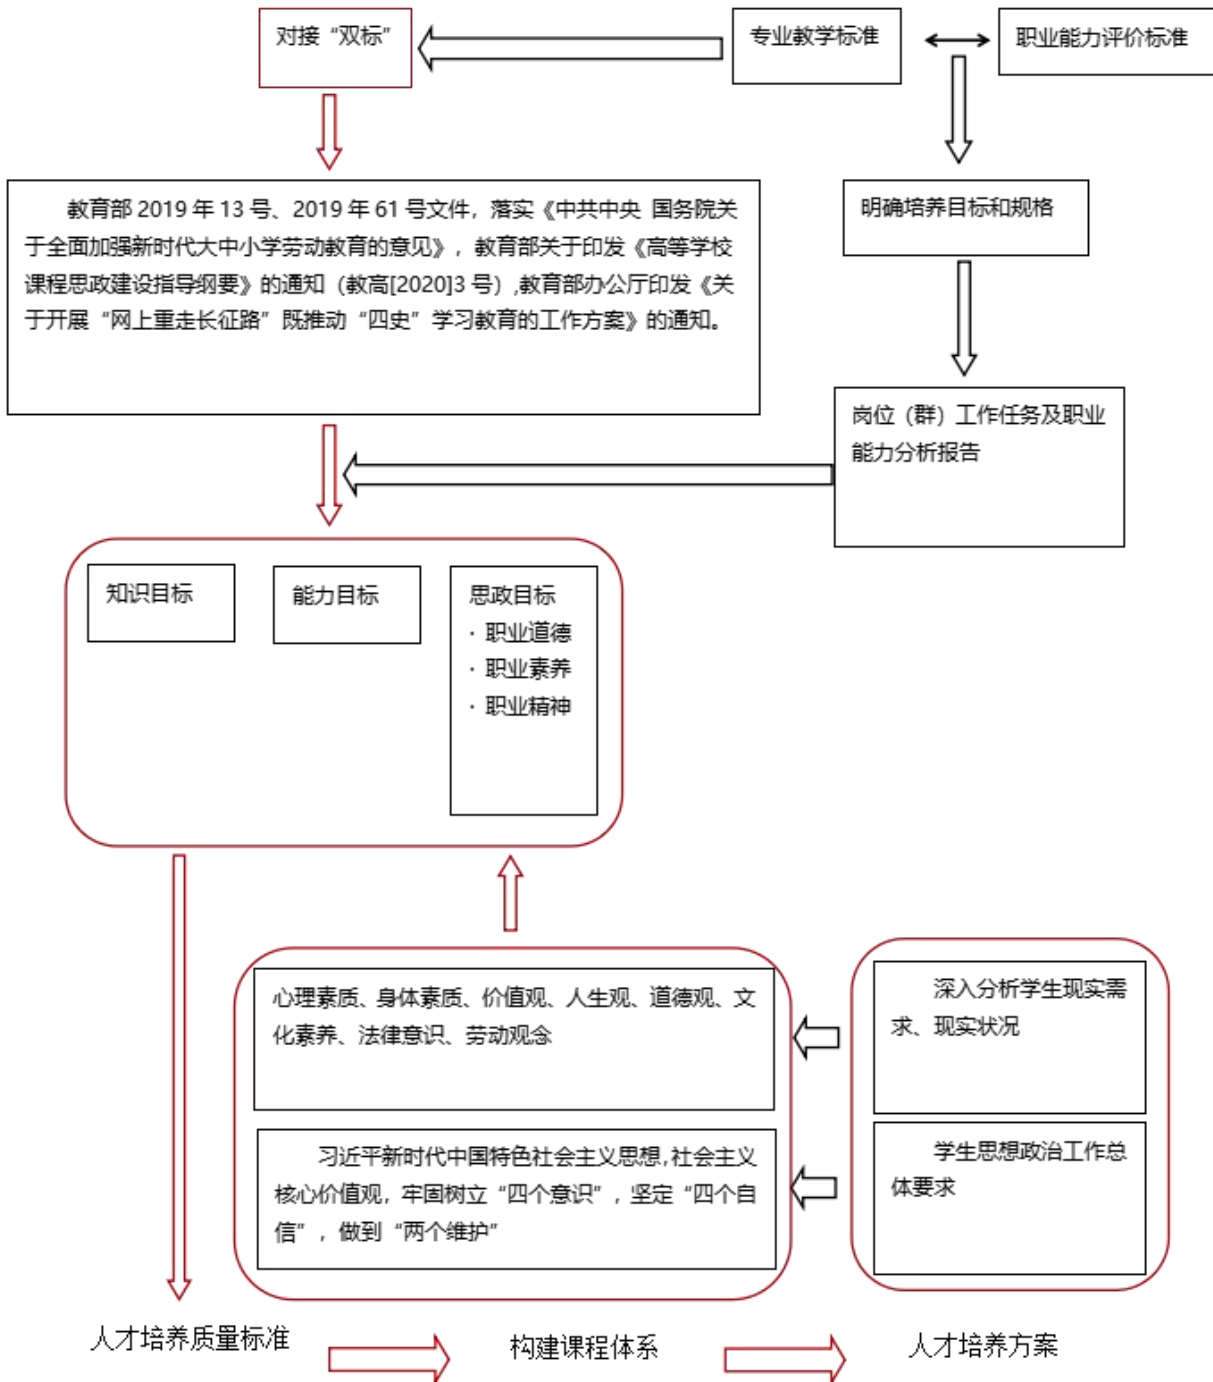 对接“双标”
专业教学标准
职业能力评价标准
教育部 2019 年 13 号、2019 年 61 号文件，落实《中共中央 国务院关
于全面加强新时代大中小学劳动教育的意见》，教育部关于印发《高等学校
课程思政建设指导纲要》的通知（教高[2020]3 号）,教育部办公厅印发《关
于开展“网上重走长征路”既推动“四史”学习教育的工作方案》的通知。
明确培养目标和规格
岗位（群）工作任务及职业
能力分析报告
知识目标
能力目标
思政目标
· 职业道德
· 职业素养
· 职业精神
心理素质、身体素质、价值观、人生观、道德观、文
化素养、法律意识、劳动观念
深入分析学生现实需
求、现实状况
习近平新时代中国特色社会主义思想,社会主义
核心价值观，牢固树立“四个意识”，坚定“四个自
信”，做到“两个维护”
学生思想政治工作总
体要求
人才培养质量标准
构建课程体系
人才培养方案